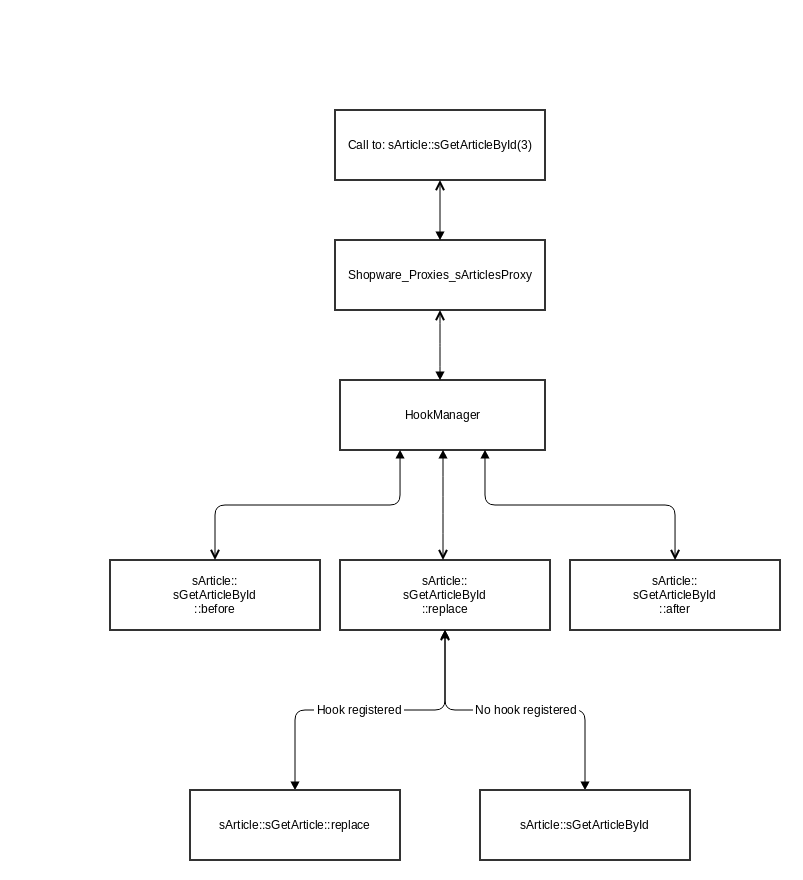 Call to: sArticle::sGetArticleById(3)
Shopware_Proxies_sArticlesProxy
HookManager
sArticle::
sGetArticleById
::before
sArticle::
sGetArticleById
::replace
sArticle::
sGetArticleById
::after
Hook registered
No hook registered
sArticle::sGetArticle::replace
sArticle::sGetArticleById